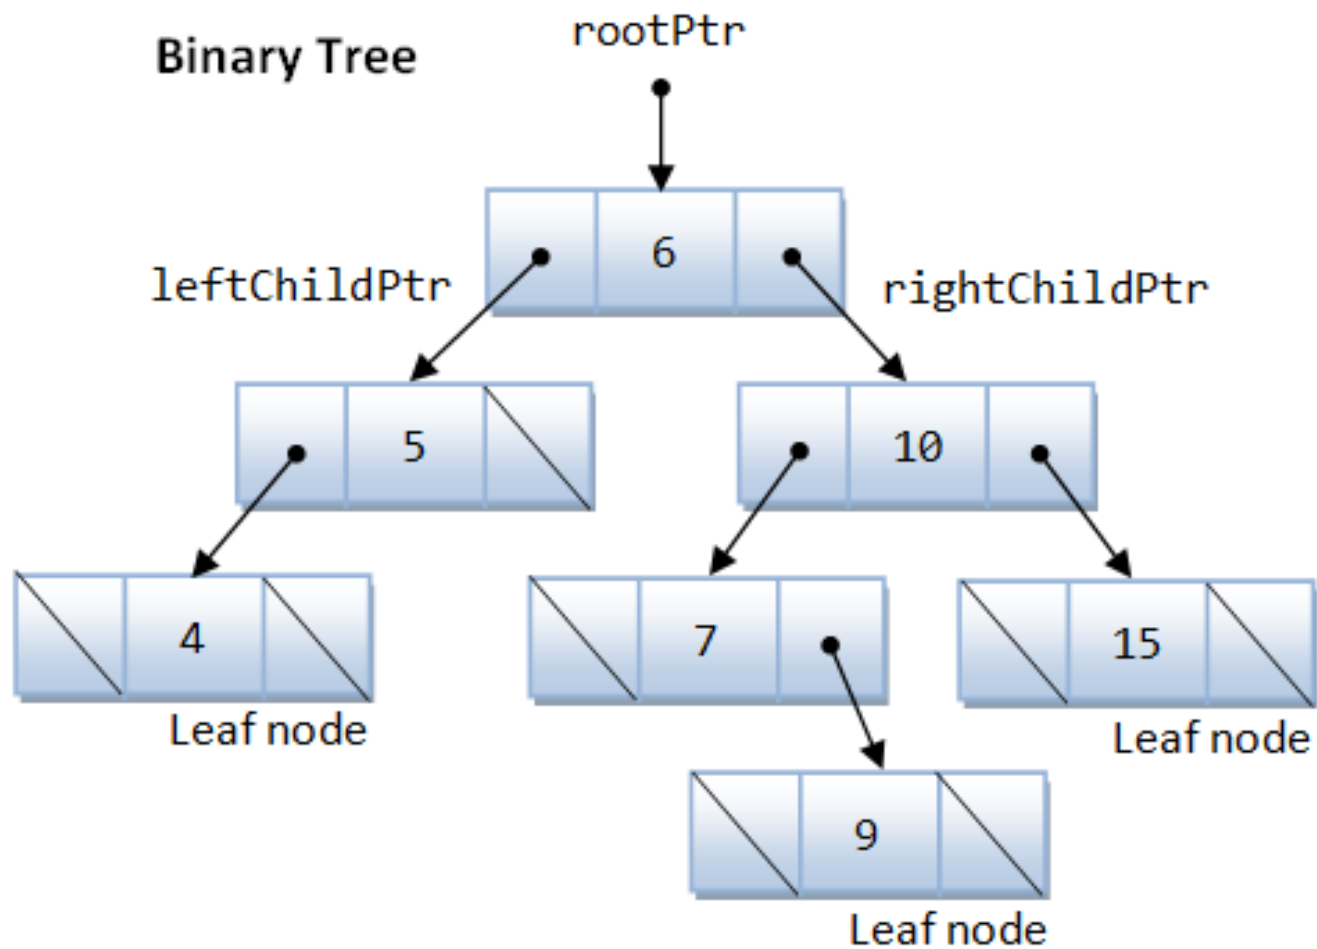 Binary Tree
rootPtr
6
leftChildPtr
rightChildPtr
5
10
4
7
15
Leaf node
Leaf node
9
Leaf node